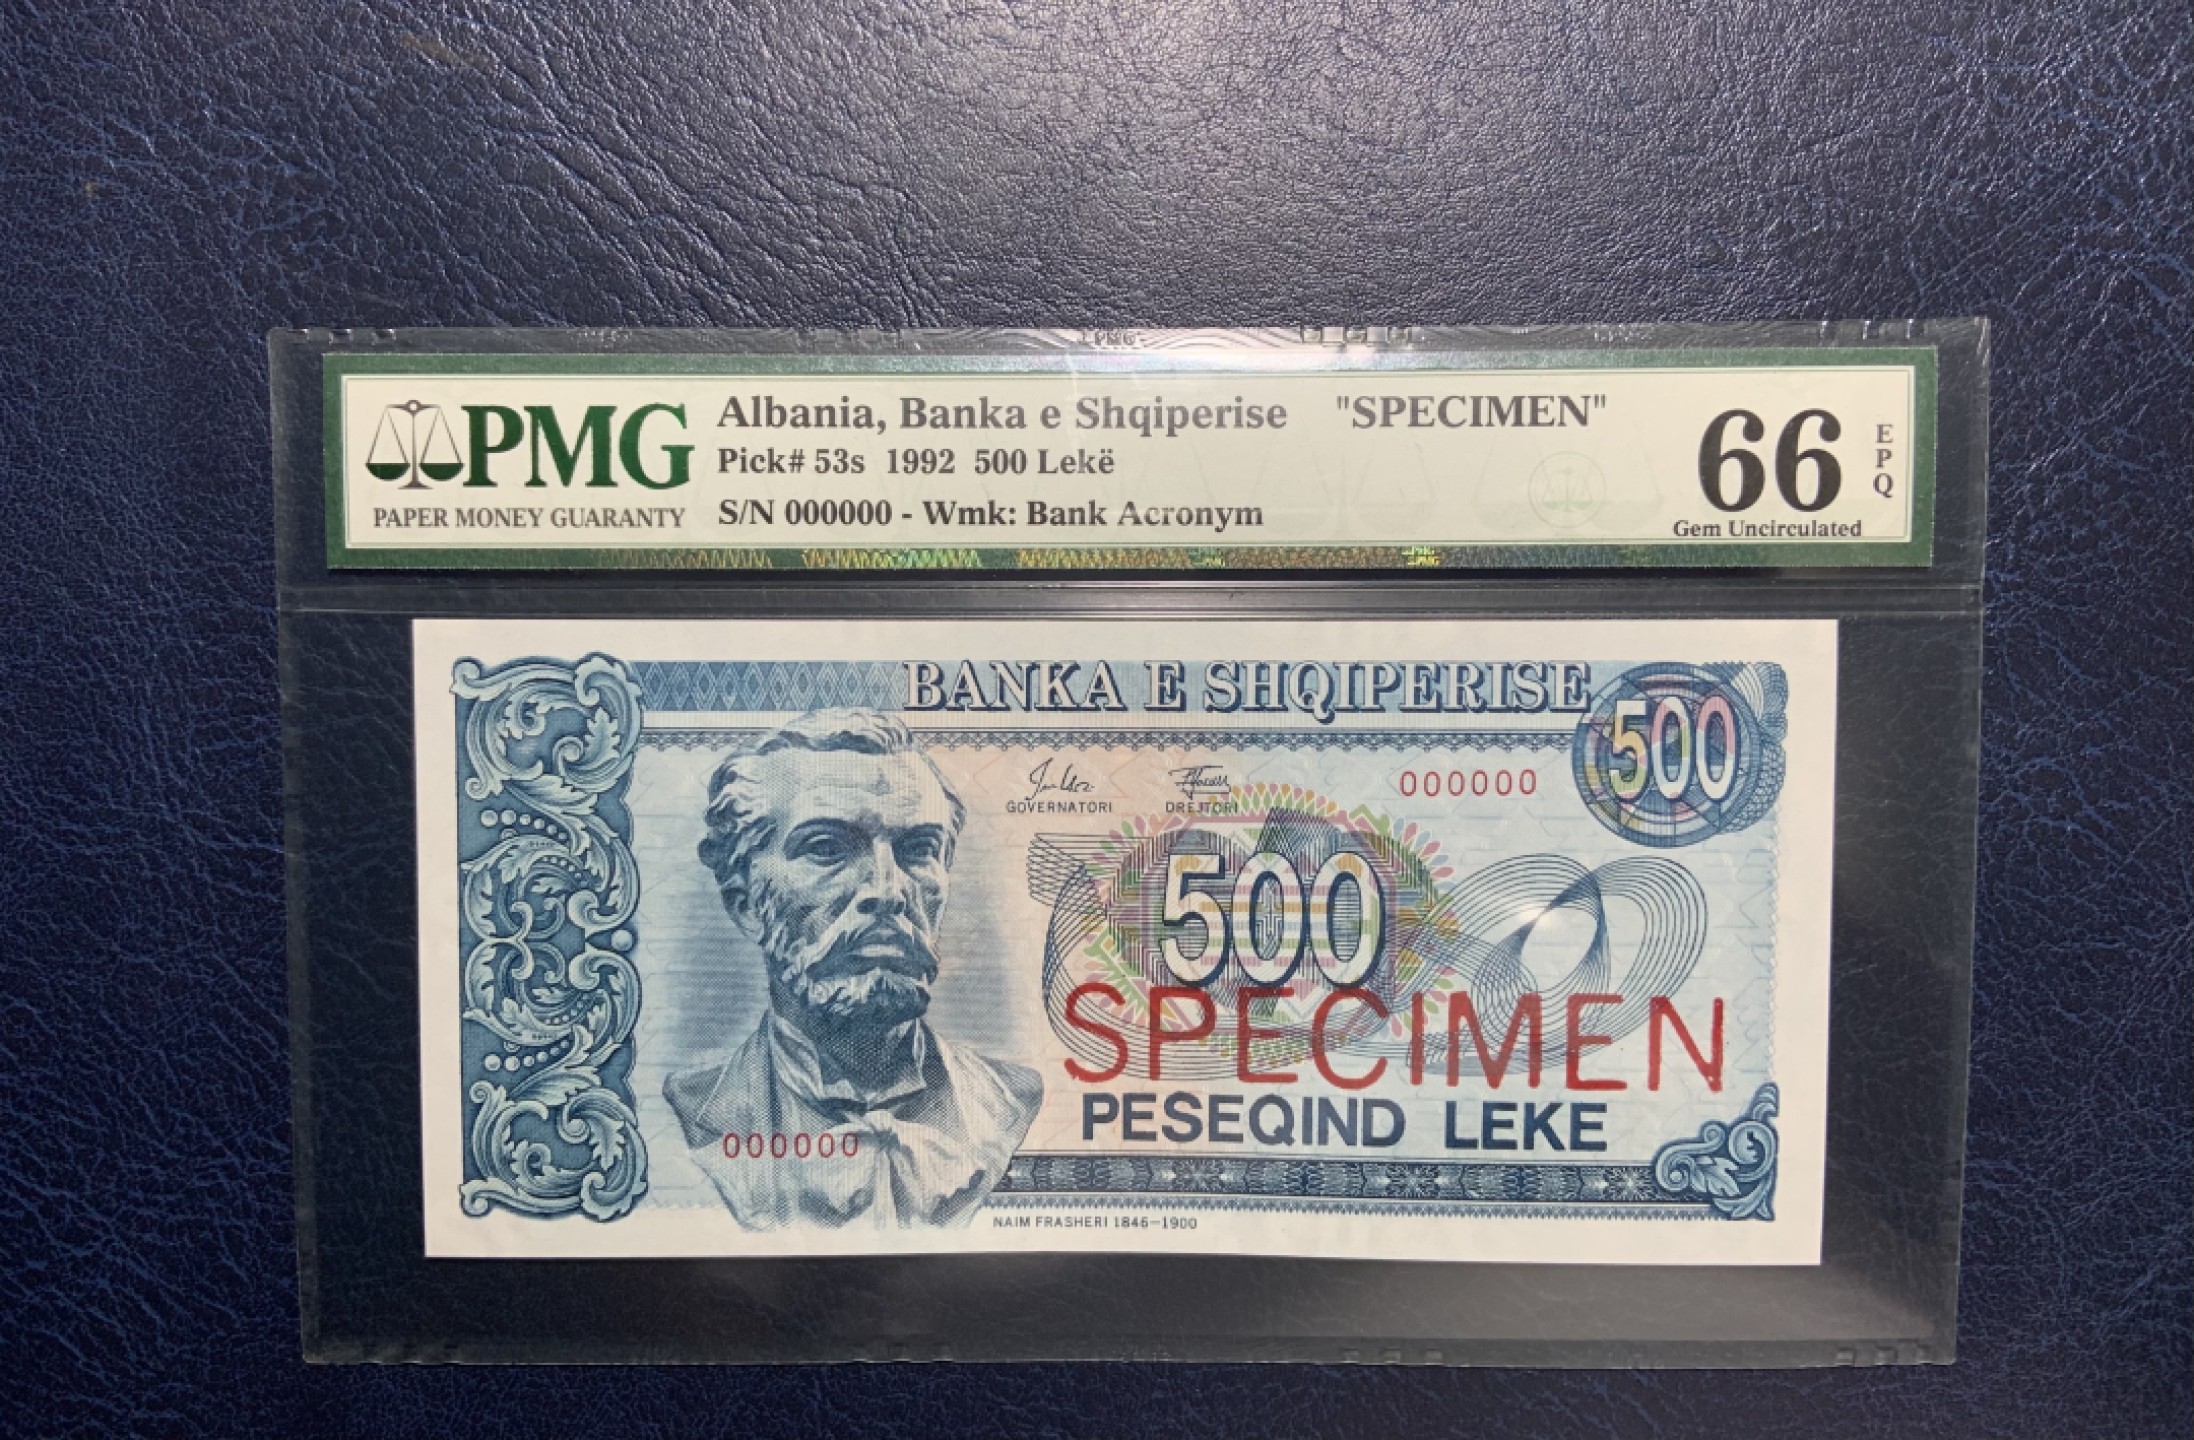 PMG
PMG
PAPER MONEY GUARANTY
Albania, Banka e Shqiperise "SPECIMEN"
Pick# 53s 1992 500 Lekë
S/N 000000 - Wmk: Bank Acronym
66
EPQ
Gem Uncirculated
BANKA E SHQIPERISE
500
GOVERNATORI
DREJTORI
000000
500
SPECIMEN
PESEQIND LEKE
000000
NAIM FRASHERI 1846-1900